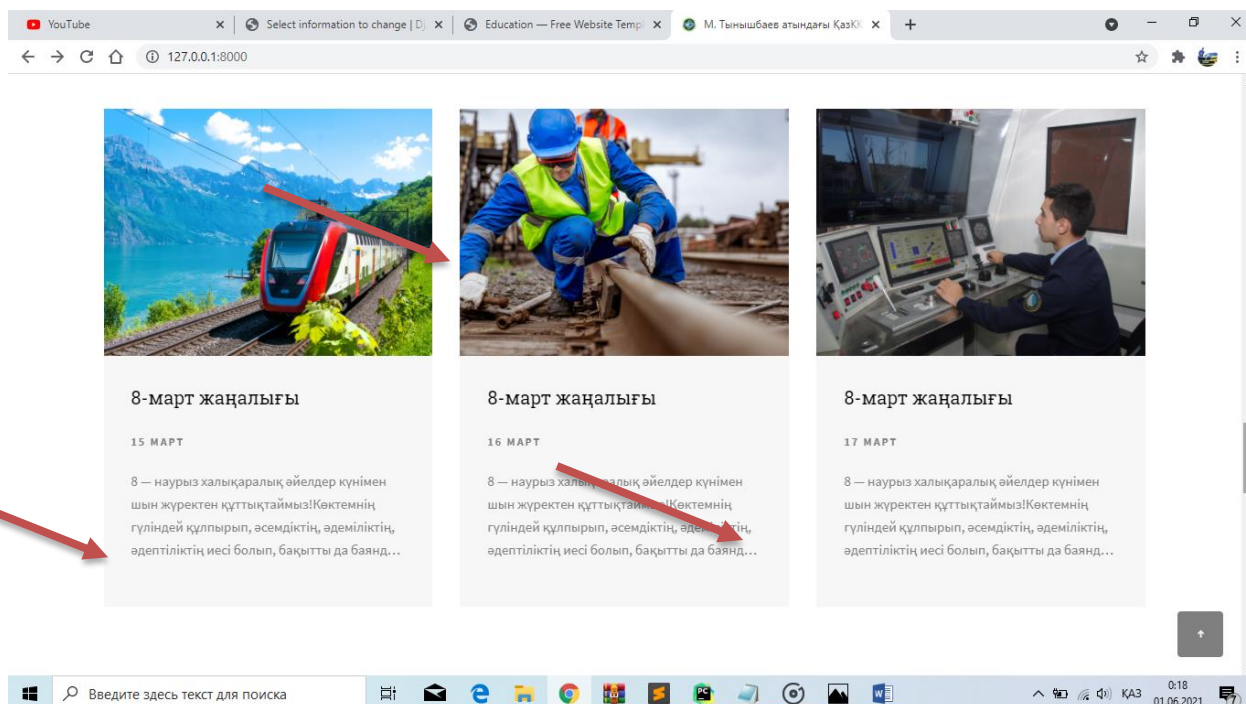 YouTube
Select information to change | Dj
Education — Free Website Templ
М. Тынышбаев атындағы ҚазКК
127.0.0.1:8000
8-март жаңалығы
15 МАРТ
8 — наурыз халықаралық әйелдер күнімен
шын жүректен құттықтаймыз!Көктемнің
гүліндей құлпырып, әсемдіктің, әдеміліктің,
әдептіліктің иесі болып, бақытты да баянд...
8-март жаңалығы
16 МАРТ
8 — наурыз халықаралық әйелдер күнімен
шын жүректен құттықтаймыз!Көктемнің
гүліндей құлпырып, әсемдіктің, әдеміліктің,
әдептіліктің иесі болып, бақытты да баянд...
8-март жаңалығы
17 МАРТ
8 — наурыз халықаралық әйелдер күнімен
шын жүректен құттықтаймыз!Көктемнің
гүліндей құлпырып, әсемдіктің, әдеміліктің,
әдептіліктің иесі болып, бақытты да баянд...
Введите здесь текст для поиска
ҚАЗ
0:18
01.06.2021